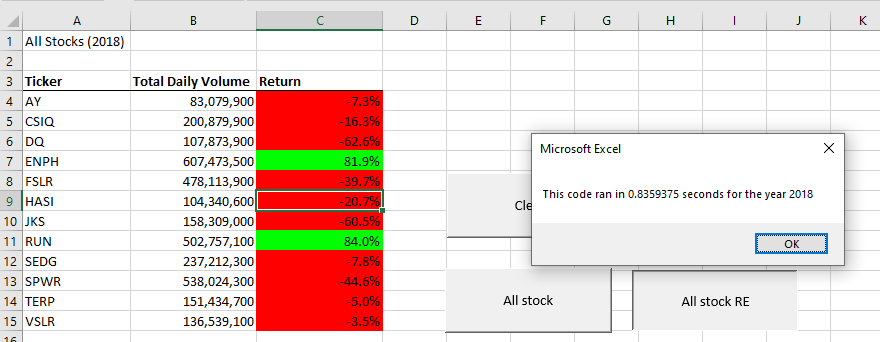 A B C D E F G H I J K
1 All Stocks (2018)
2
3 Ticker Total Daily Volume Return
4 AY 83,079,900 -7.3%
5 CSIQ 200,879,900 -16.3%
6 DQ 107,873,900 -62.6%
7 ENPH 607,473,500 81.9%
8 FSLR 478,113,900 -39.7%
9 HASI 104,340,600 -20.7%
10 JKS 158,309,000 -60.5%
11 RUN 502,757,100 84.0%
12 SEDG 237,212,300 -7.8%
13 SPWR 538,024,300 -44.6%
14 TERP 151,434,700 -5.0%
15 VSLR 136,539,100 -3.5%
16
Cle
Microsoft Excel
This code ran in 0.8359375 seconds for the year 2018
OK
All stock
All stock RE